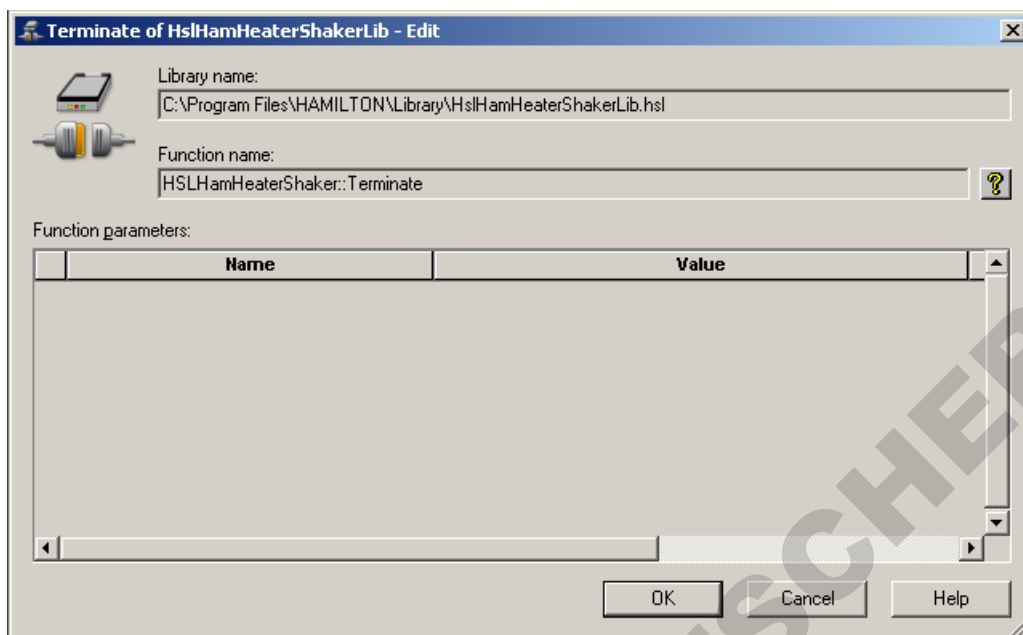 Terminate of HslHamHeaterShakerLib - Edit
Library name:
C:\Program Files\HAMILTON\Library\HslHamHeaterShakerLib.hsl
Function name:
HSLHamHeaterShaker::Terminate
Function parameters:
Name Value
OK Cancel Help